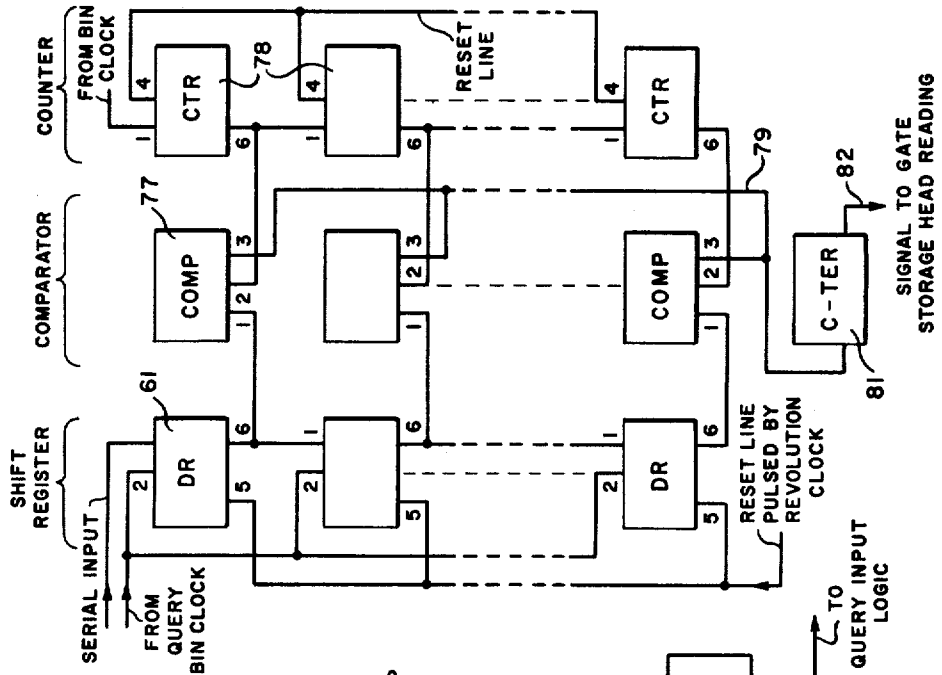 COUNTER
FROM BIN
CLOCK
4
1
CTR
6
78
4
1
6
RESET
LINE
4
1
CTR
6
COMPARATOR
77
COMP
1
2
3
1
2
3
COMP
1
2
3
79
C-TER
81
82
SIGNAL TO GATE
STORAGE HEAD READING
SHIFT
REGISTER
SERIAL INPUT
FROM
QUERY
BIN CLOCK
61
2
DR
5
6
2
1
5
6
2
1
DR
5
6
RESET LINE
PULSED BY
REVOLUTION
CLOCK
TO
QUERY INPUT
LOGIC